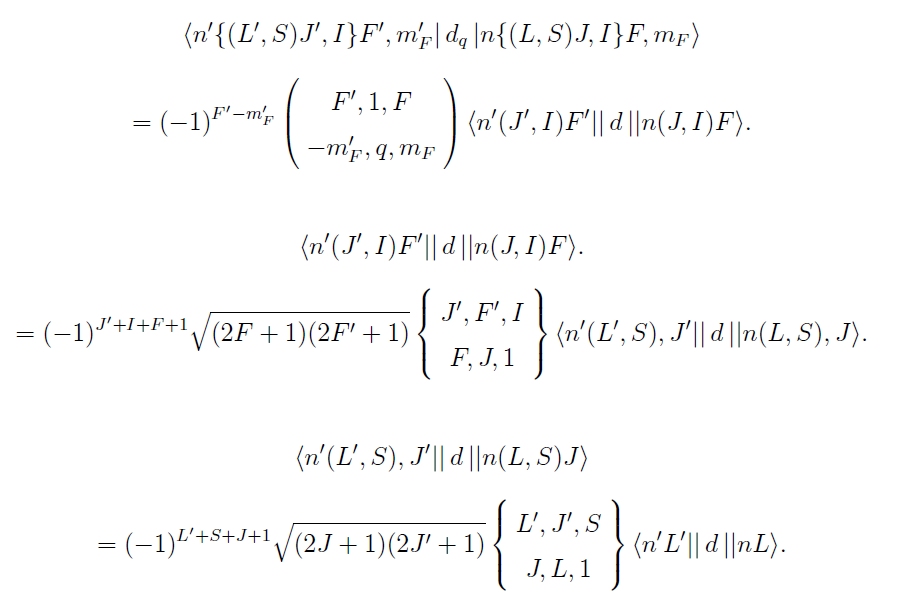 ⟨n′{(L′, S)J′, I}F′, m′_F| d_q |n{(L, S)J, I}F, m_F⟩
= (−1)^{F′−m′_F} ( F′, 1, F
−m′_F, q, m_F ) ⟨n′(J′, I)F′|| d ||n(J, I)F⟩.
⟨n′(J′, I)F′|| d ||n(J, I)F⟩.
= (−1)^{J′+I+F+1} √(2F + 1)(2F′ + 1) { J′, F′, I
F, J, 1 } ⟨n′(L′, S), J′|| d ||n(L, S), J⟩.
⟨n′(L′, S), J′|| d ||n(L, S)J⟩
= (−1)^{L′+S+J+1} √(2J + 1)(2J′ + 1) { L′, J′, S
J, L, 1 } ⟨n′L′|| d ||nL⟩.